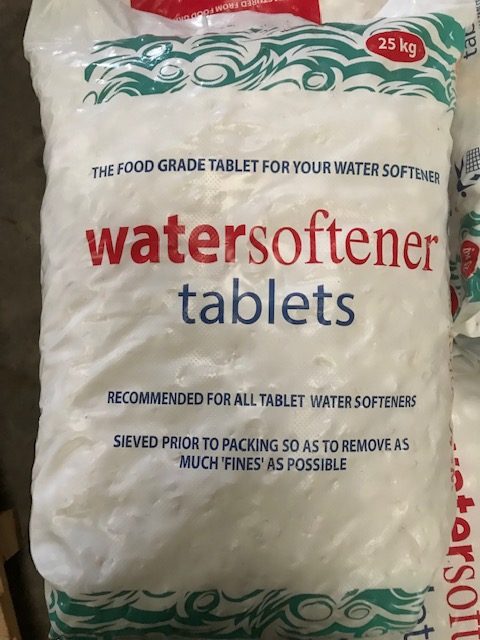 25 kg
THE FOOD GRADE TABLET FOR YOUR WATER SOFTENER
watersoftener
tablets
RECOMMENDED FOR ALL TABLET WATER SOFTENERS
SIEVED PRIOR TO PACKING SO AS TO REMOVE AS
MUCH 'FINES' AS POSSIBLE